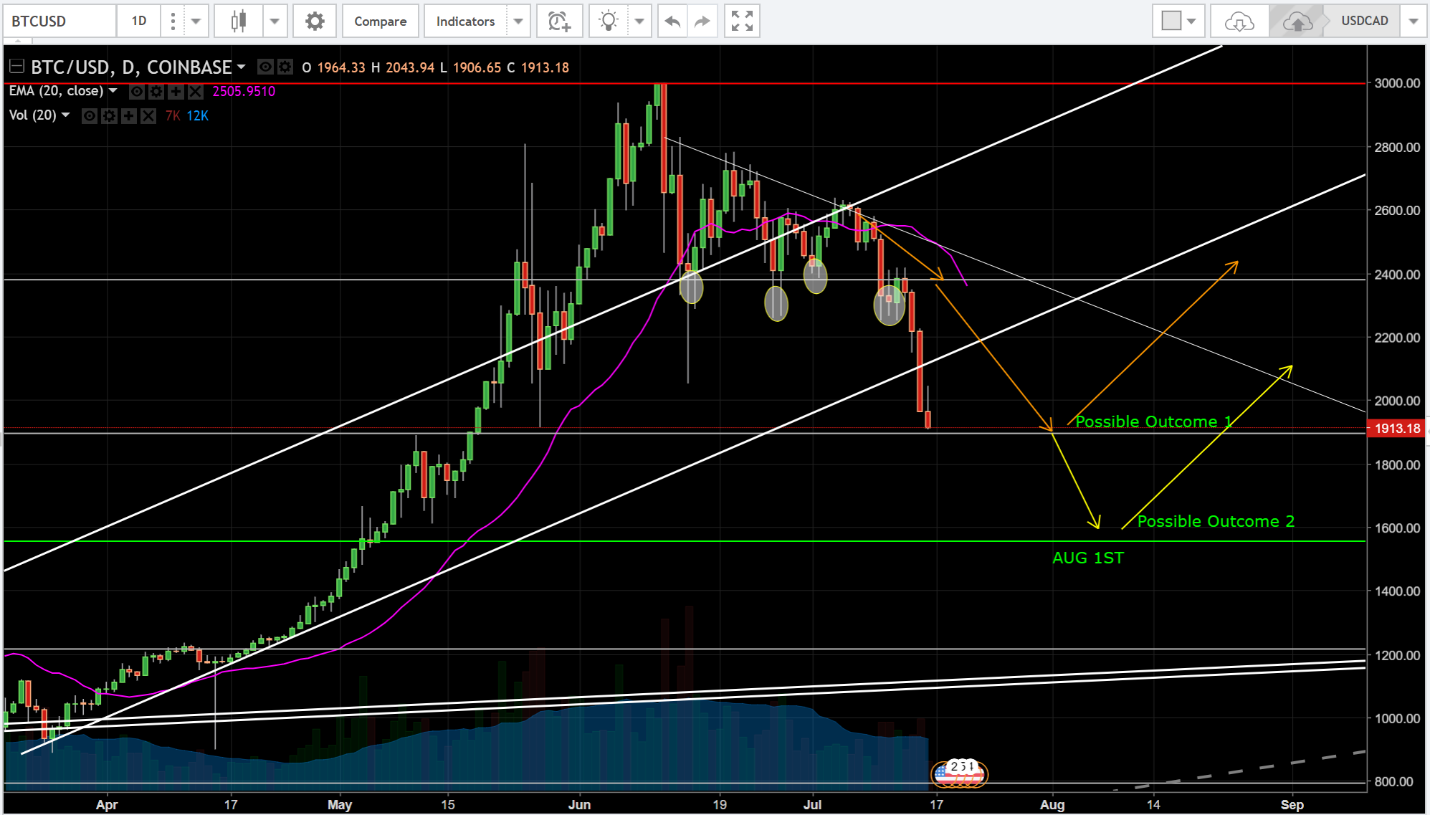 BTCUSD 1D Compare Indicators USDCAD
BTC/USD, D, COINBASE O 1964.33 H 2043.94 L 1906.65 C 1913.18
EMA (20, close) 2505.9510
Vol (20) 7K 12K
3000.00
2800.00
2600.00
2400.00
2200.00
2000.00
1913.18
1800.00
1600.00
1400.00
1200.00
1000.00
800.00
Possible Outcome 1
Possible Outcome 2
AUG 1ST
Apr 17 May 15 Jun 19 Jul 17 Aug 14 Sep